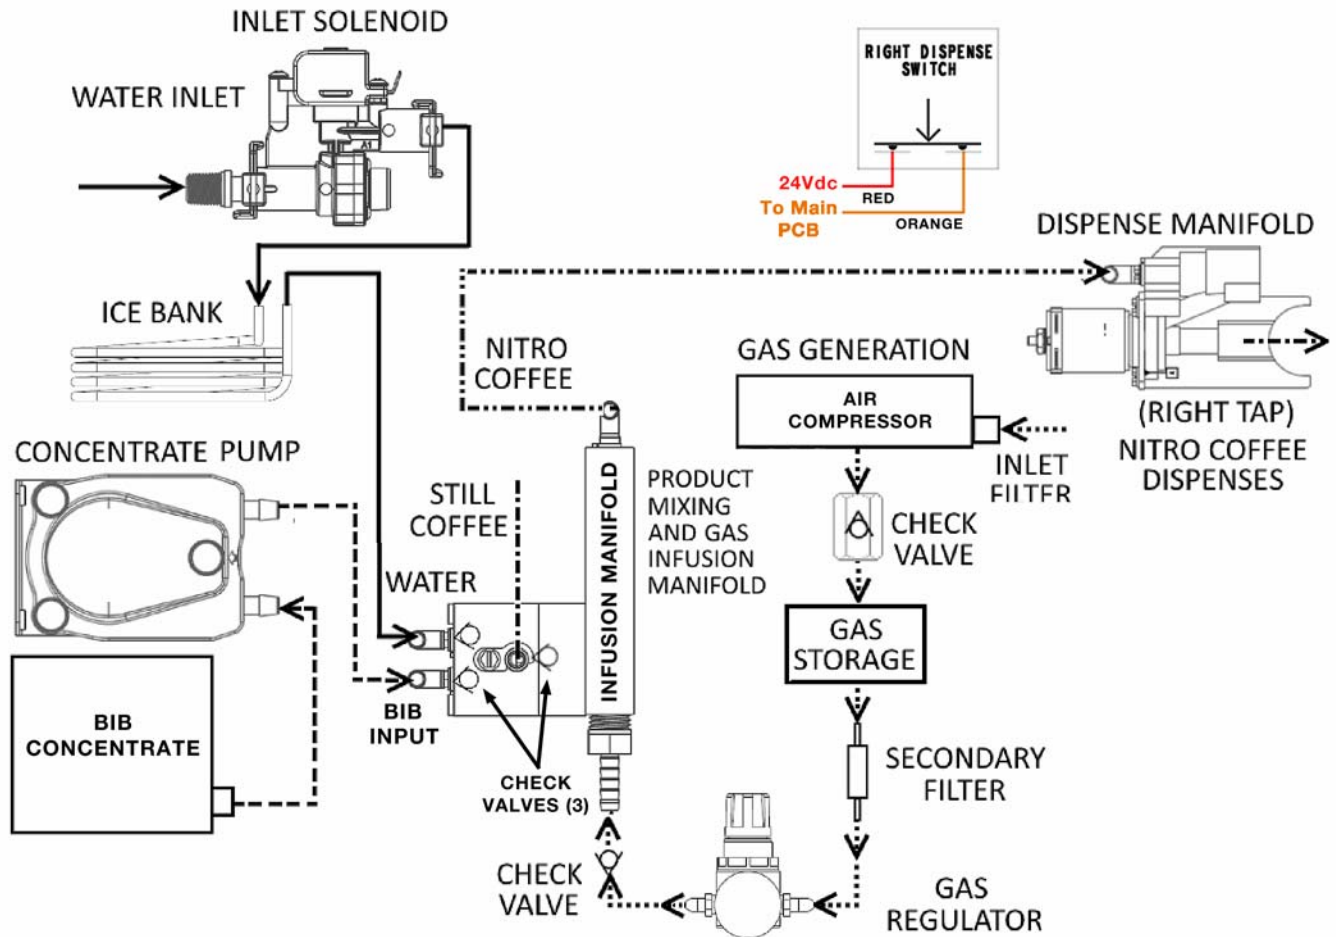 INLET SOLENOID
WATER INLET
A1
RIGHT DISPENSE
SWITCH
24Vdc
RED
To Main
PCB
ORANGE
DISPENSE MANIFOLD
ICE BANK
NITRO
COFFEE
GAS GENERATION
AIR
COMPRESSOR
INLET
FILTER
(RIGHT TAP)
NITRO COFFEE
DISPENSES
CONCENTRATE PUMP
STILL
COFFEE
INFUSION MANIFOLD
PRODUCT
MIXING
AND GAS
INFUSION
MANIFOLD
CHECK
VALVE
WATER
GAS
STORAGE
BIB
CONCENTRATE
BIB
INPUT
CHECK
VALVES (3)
SECONDARY
FILTER
CHECK
VALVE
GAS
REGULATOR